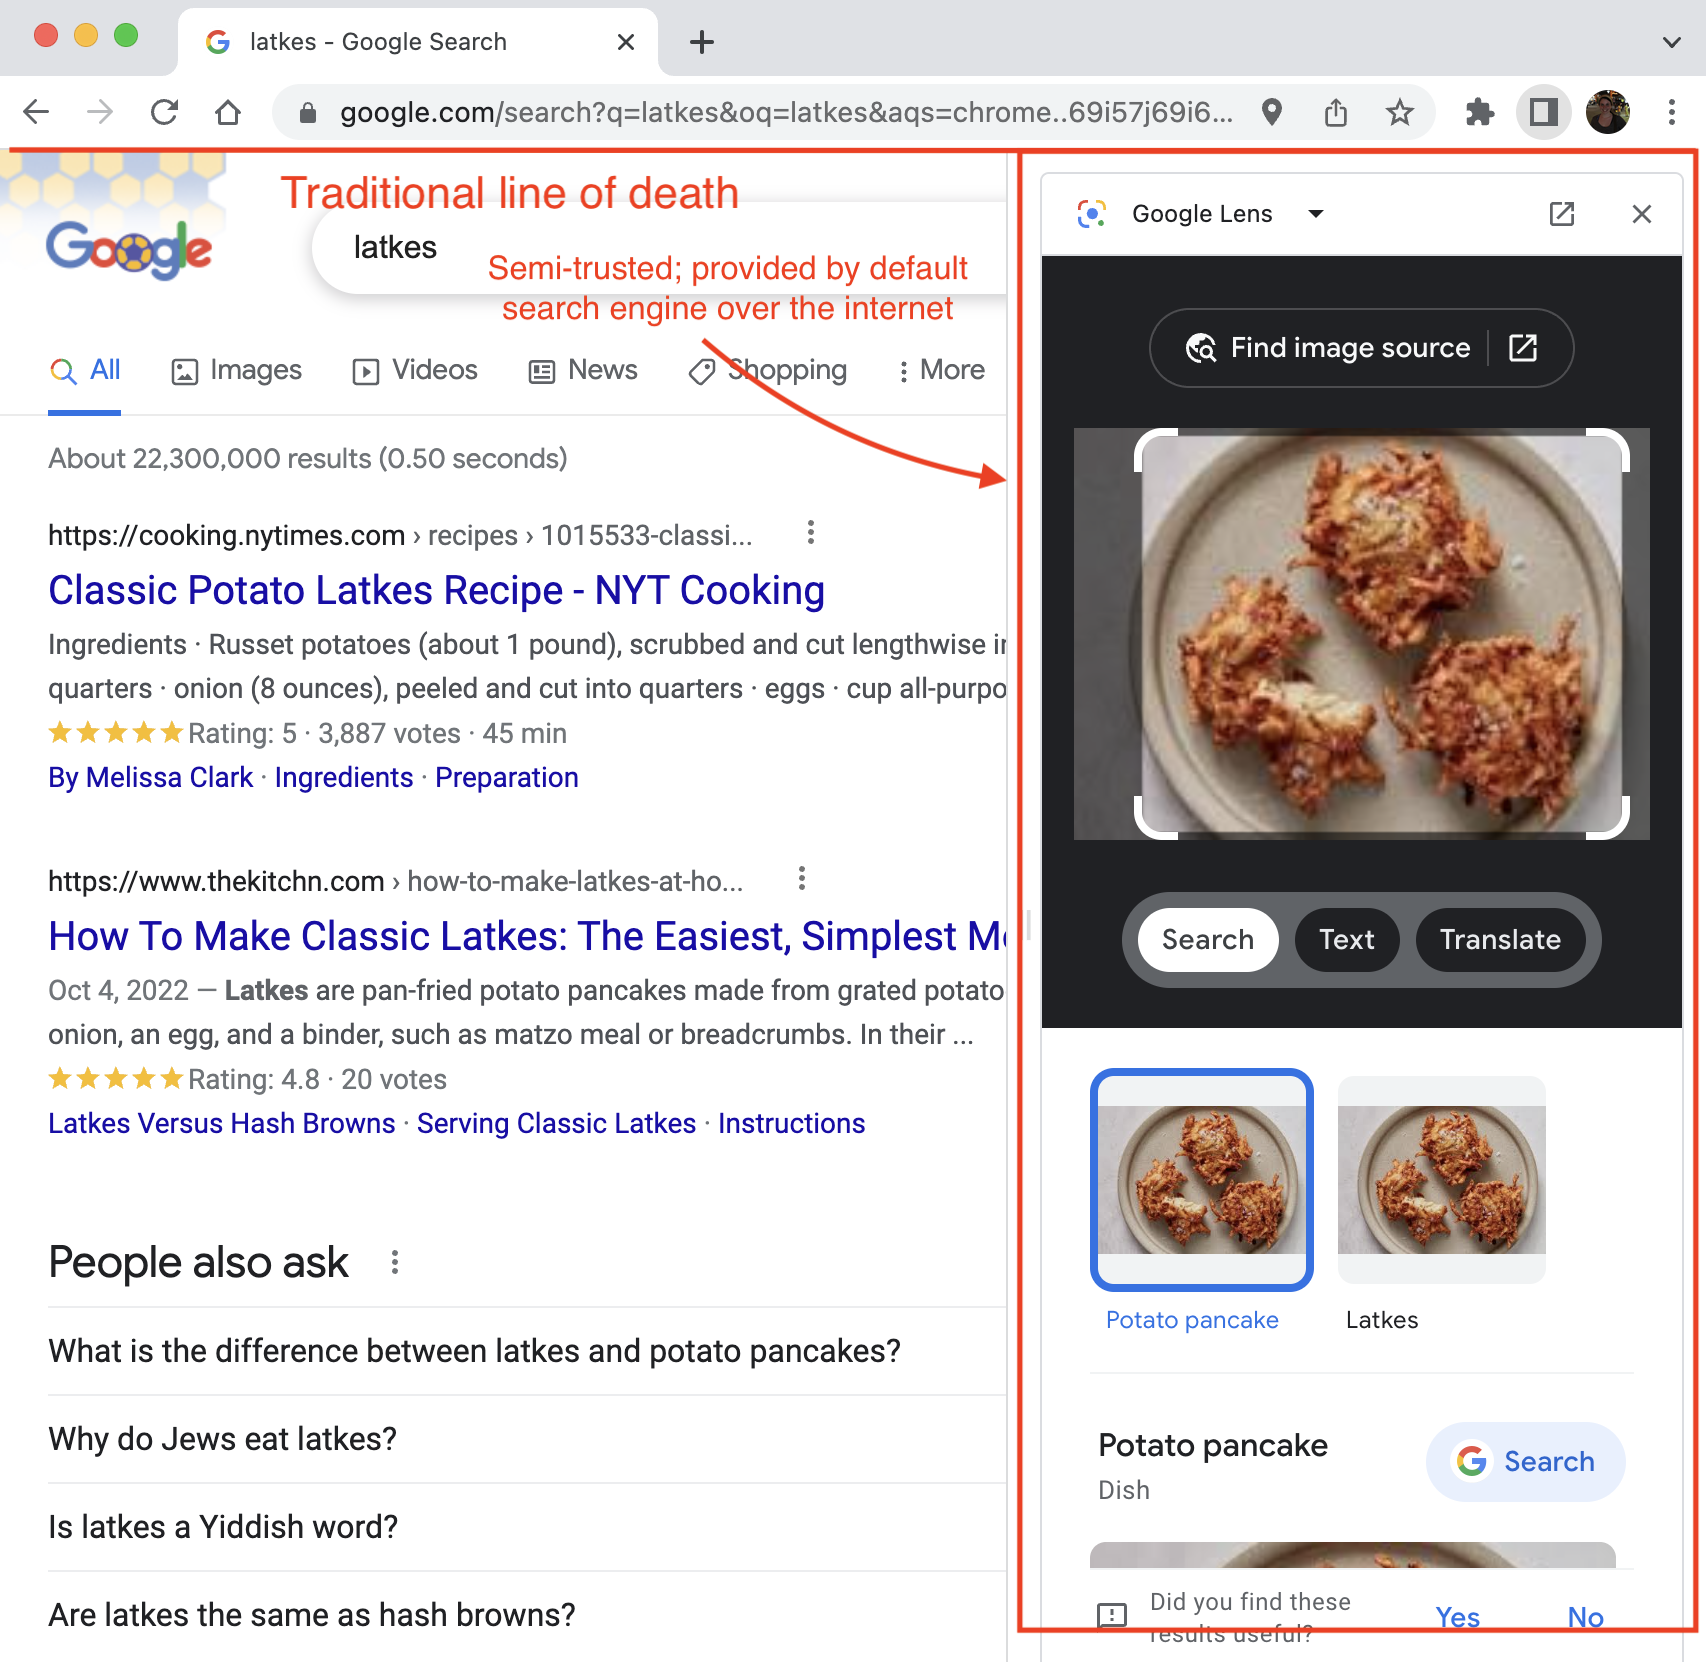 latkes - Google Search
google.com/search?q=latkes&oq=latkes&aqs=chrome..69i57j69i6...
Traditional line of death
Google
latkes
Semi-trusted; provided by default
search engine over the internet
All
Images
Videos
News
Shopping
More
About 22,300,000 results (0.50 seconds)
https://cooking.nytimes.com › recipes › 1015533-classi...
Classic Potato Latkes Recipe - NYT Cooking
Ingredients · Russet potatoes (about 1 pound), scrubbed and cut lengthwise in
quarters · onion (8 ounces), peeled and cut into quarters · eggs · cup all-purpo
Rating: 5 · 3,887 votes · 45 min
By Melissa Clark · Ingredients · Preparation
https://www.thekitchn.com › how-to-make-latkes-at-ho...
How To Make Classic Latkes: The Easiest, Simplest Me
Oct 4, 2022 — Latkes are pan-fried potato pancakes made from grated potato
onion, an egg, and a binder, such as matzo meal or breadcrumbs. In their ...
Rating: 4.8 · 20 votes
Latkes Versus Hash Browns · Serving Classic Latkes · Instructions
People also ask
What is the difference between latkes and potato pancakes?
Why do Jews eat latkes?
Is latkes a Yiddish word?
Are latkes the same as hash browns?
Google Lens
Find image source
Search
Text
Translate
Potato pancake
Latkes
Potato pancake
Dish
Search
Did you find these
results useful?
Yes
No